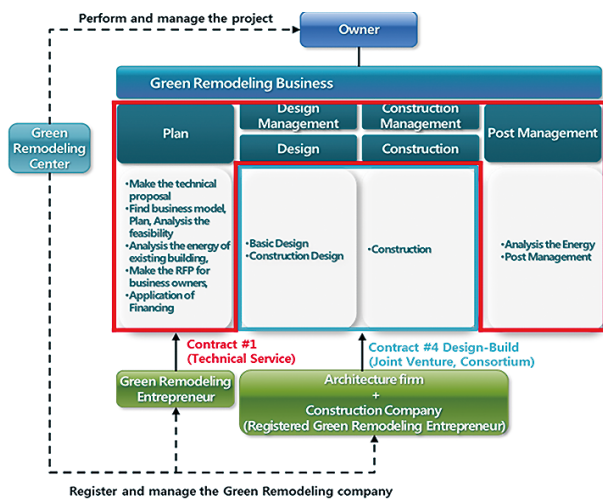 Perform and manage the project
Owner
Green Remodeling Business
Green
Remodeling
Center
Plan
Design
Management
Construction
Management
Post Management
Design
Construction
•Make the technical
proposal
•Find business model,
Plan, Analysis the
feasibility
•Analysis the energy of
existing building,
•Make the RFP for
business owners,
•Application of
Financing
•Basic Design
•Construction Design
•Construction
•Analysis the Energy
•Post Management
Contract #1
(Technical Service)
Contract #4 Design-Build
(Joint Venture, Consortium)
Green Remodeling
Entrepreneur
Architecture firm
+
Construction Company
(Registered Green Remodeling Entrepreneur)
Register and manage the Green Remodeling company